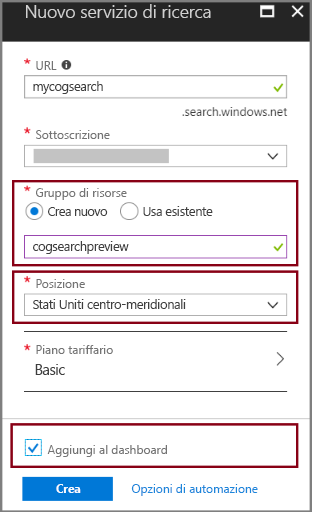 Nuovo servizio di ricerca
* URL
mycogsearch
.search.windows.net
* Sottoscrizione
* Gruppo di risorse
Crea nuovo Usa esistente
cogsearchpreview
* Posizione
Stati Uniti centro-meridionali
* Piano tariffario
Basic
Aggiungi al dashboard
Crea Opzioni di automazione